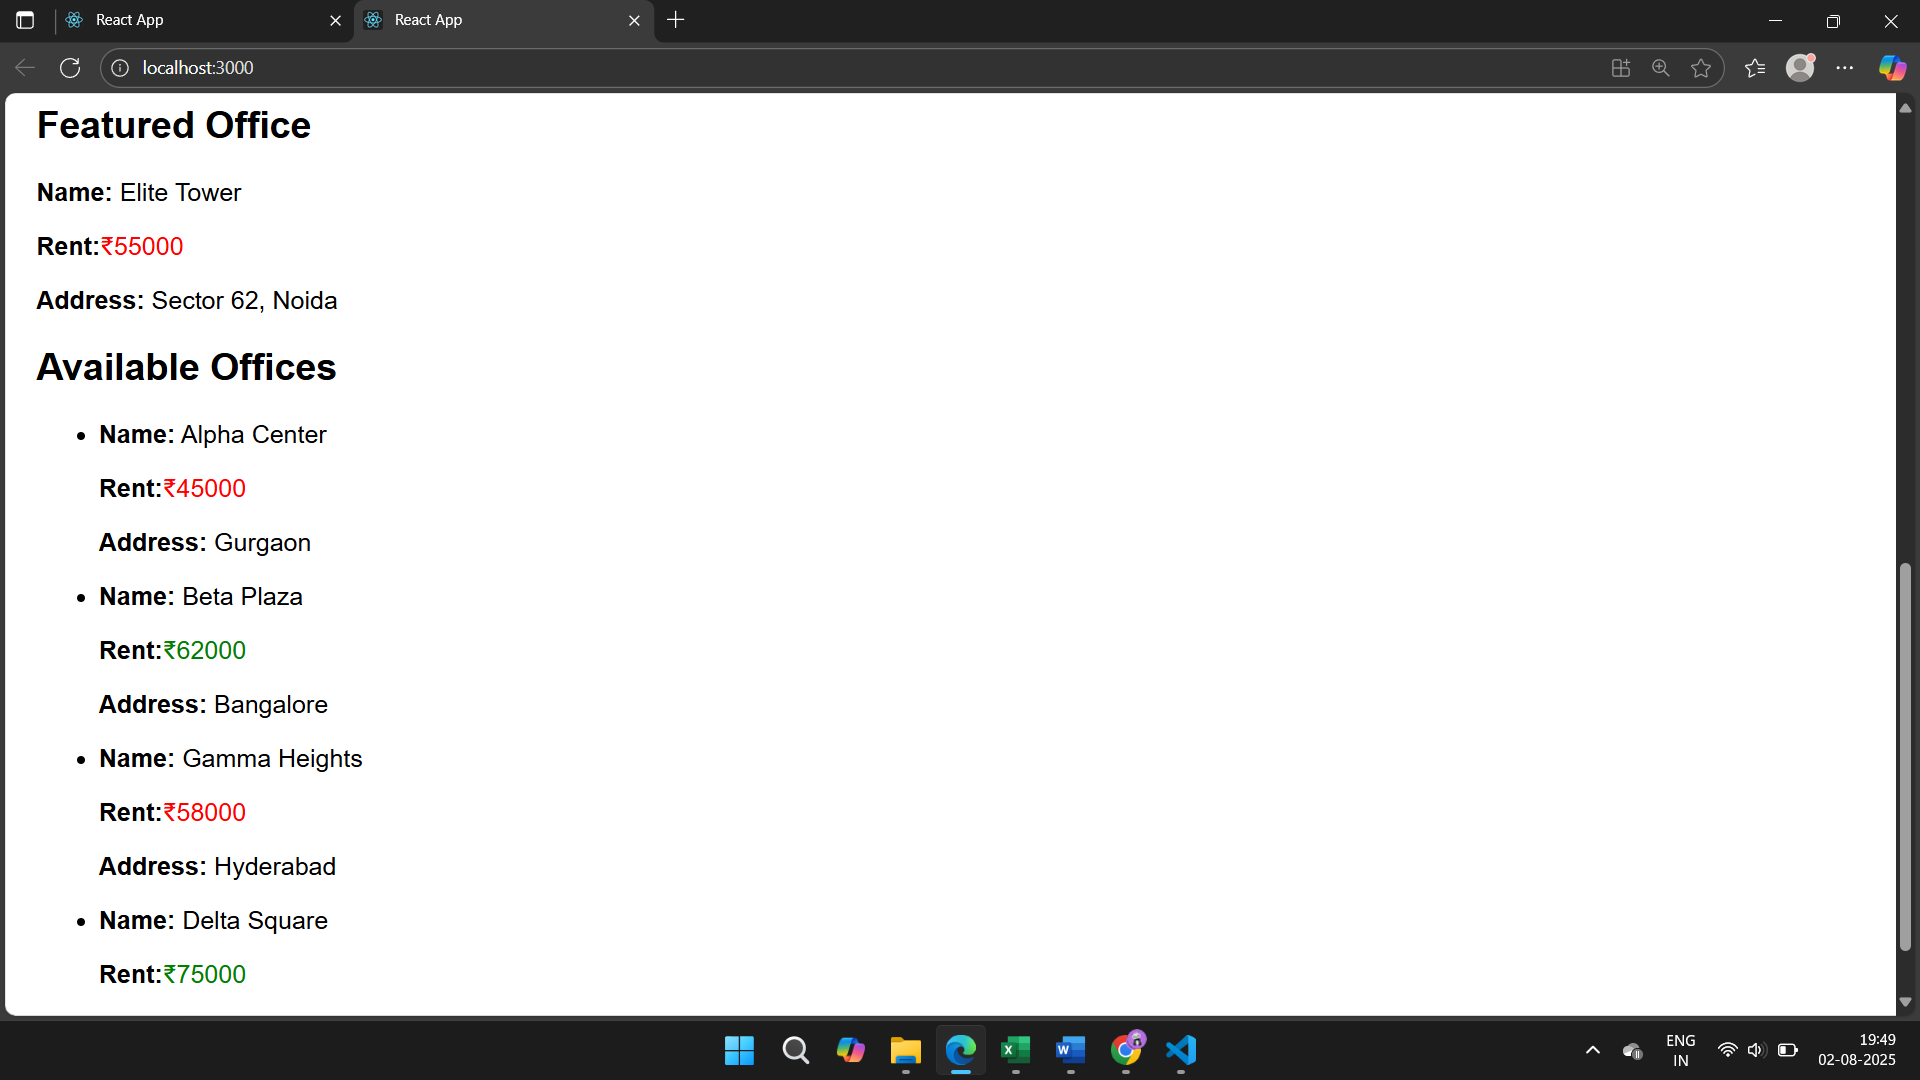 React App
React App
localhost:3000
Featured Office
Name: Elite Tower
Rent:₹55000
Address: Sector 62, Noida
Available Offices
Name: Alpha Center
Rent:₹45000
Address: Gurgaon
Name: Beta Plaza
Rent:₹62000
Address: Bangalore
Name: Gamma Heights
Rent:₹58000
Address: Hyderabad
Name: Delta Square
Rent:₹75000
ENG
IN
19:49
02-08-2025